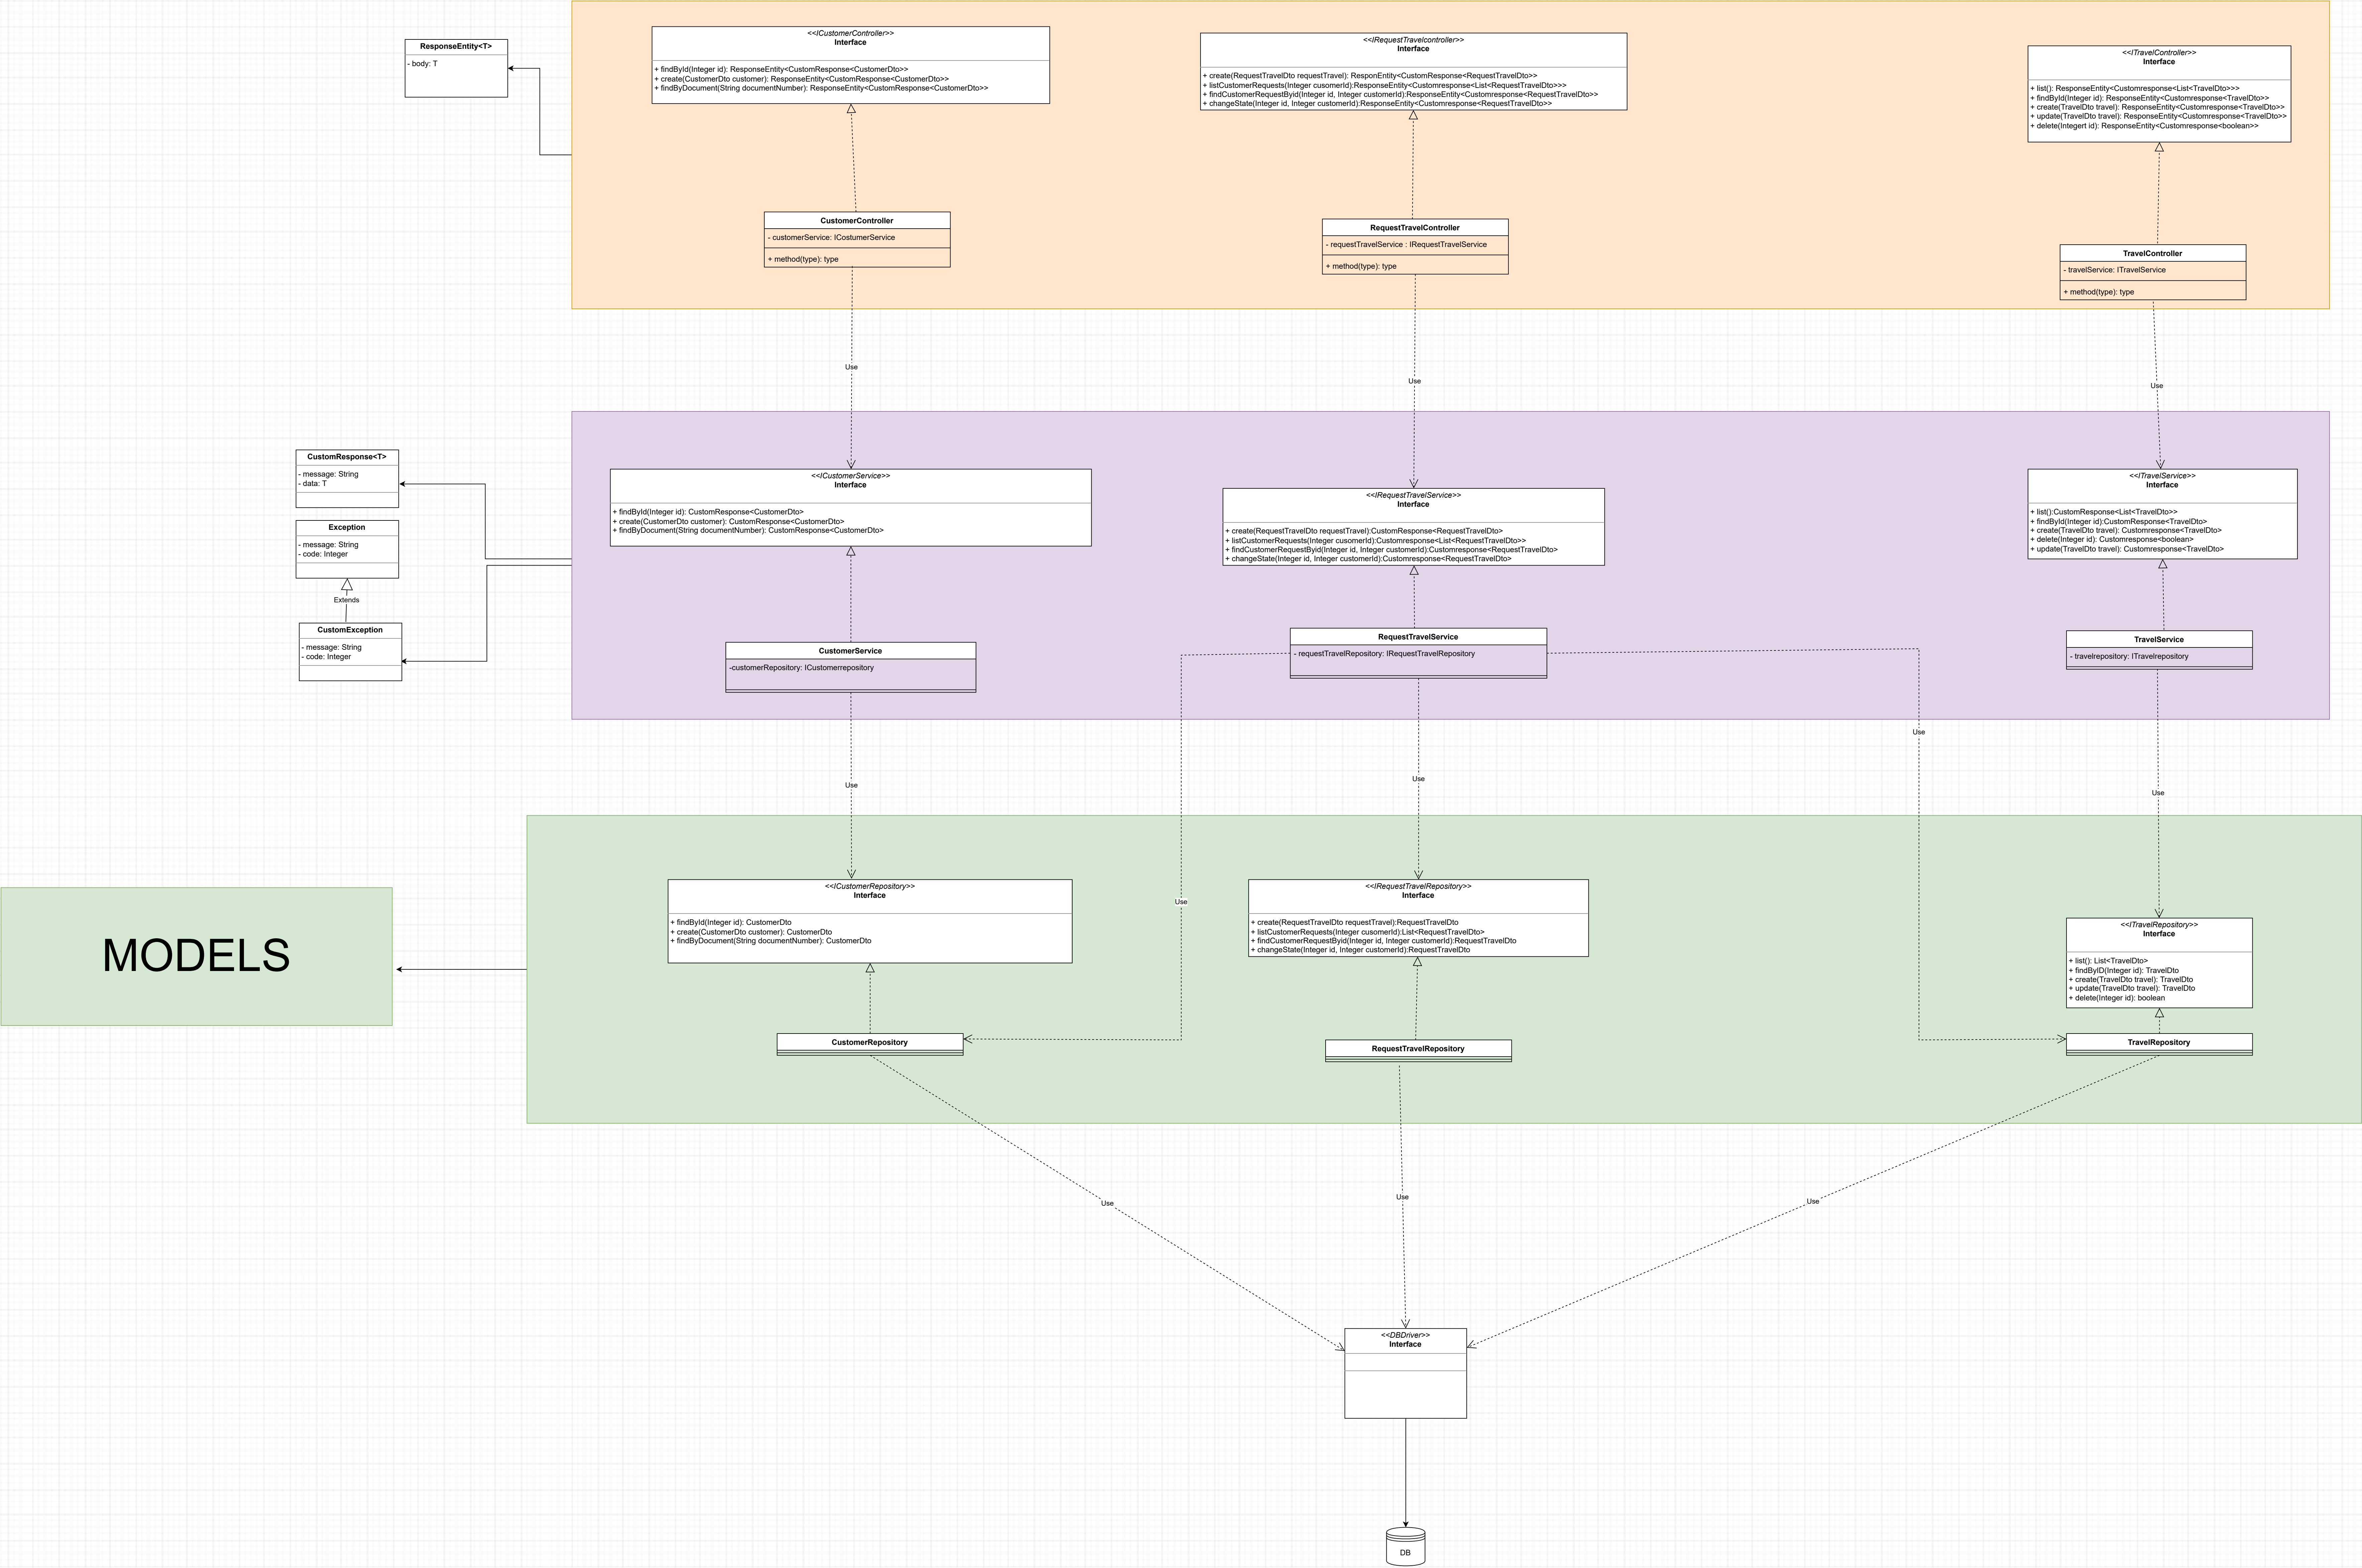 ResponseEntity<T>
- body: T
<<ICustomerController>>
Interface
+ findById(Integer id): ResponseEntity<CustomResponse<CustomerDto>>
+ create(CustomerDto customer): ResponseEntity<CustomResponse<CustomerDto>>
+ findByDocument(String documentNumber): ResponseEntity<CustomResponse<CustomerDto>>
<<IRequestTravelcontroller>>
Interface
+ create(RequestTravelDto requestTravel): ResponEntity<CustomResponse<RequestTravelDto>>
+ listCustomerRequests(Integer cusomerId):ResponseEntity<Customresponse<List<RequestTravelDto>>>
+ findCustomerRequestByid(Integer id, Integer customerId):ResponseEntity<Customresponse<RequestTravelDto>>
+ changeState(Integer id, Integer customerId):ResponseEntity<Customresponse<RequestTravelDto>>
<<ITravelController>>
Interface
+ list(): ResponseEntity<Customresponse<List<TravelDto>>>
+ findById(Integer id): ResponseEntity<Customresponse<TravelDto>>
+ create(TravelDto travel): ResponseEntity<Customresponse<TravelDto>>
+ update(TravelDto travel): ResponseEntity<Customresponse<TravelDto>>
+ delete(Integert id): ResponseEntity<Customresponse<boolean>>
CustomerController
- customerService: ICostumerService
+ method(type): type
RequestTravelController
- requestTravelService : IRequestTravelService
+ method(type): type
TravelController
- travelService: ITravelService
+ method(type): type
Use
Use
Use
CustomResponse<T>
- message: String
- data: T
Exception
- message: String
- code: Integer
Extends
CustomException
- message: String
- code: Integer
<<ICustomerService>>
Interface
+ findById(Integer id): CustomResponse<CustomerDto>
+ create(CustomerDto customer): CustomResponse<CustomerDto>
+ findByDocument(String documentNumber): CustomResponse<CustomerDto>
<<IRequestTravelService>>
Interface
+ create(RequestTravelDto requestTravel):CustomResponse<RequestTravelDto>
+ listCustomerRequests(Integer cusomerId):Customresponse<List<RequestTravelDto>>
+ findCustomerRequestByid(Integer id, Integer customerId):Customresponse<RequestTravelDto>
+ changeState(Integer id, Integer customerId):Customresponse<RequestTravelDto>
<<ITravelService>>
Interface
+ list():CustomResponse<List<TravelDto>>
+ findById(Integer id):CustomResponse<TravelDto>
+ create(TravelDto travel): Customresponse<TravelDto>
+ delete(Integer id): Customresponse<boolean>
+ update(TravelDto travel): Customresponse<TravelDto>
CustomerService
-customerRepository: ICustomerrepository
RequestTravelService
- requestTravelRepository: IRequestTravelRepository
TravelService
- travelrepository: ITravelrepository
Use
Use
Use
Use
Use
MODELS
<<ICustomerRepository>>
Interface
+ findById(Integer id): CustomerDto
+ create(CustomerDto customer): CustomerDto
+ findByDocument(String documentNumber): CustomerDto
<<IRequestTravelRepository>>
Interface
+ create(RequestTravelDto requestTravel):RequestTravelDto
+ listCustomerRequests(Integer cusomerId):List<RequestTravelDto>
+ findCustomerRequestByid(Integer id, Integer customerId):RequestTravelDto
+ changeState(Integer id, Integer customerId):RequestTravelDto
<<ITravelRepository>>
Interface
+ list(): List<TravelDto>
+ findByID(Integer id): TravelDto
+ create(TravelDto travel): TravelDto
+ update(TravelDto travel): TravelDto
+ delete(Integer id): boolean
CustomerRepository
RequestTravelRepository
TravelRepository
Use
Use
Use
<<DBDriver>>
Interface
DB